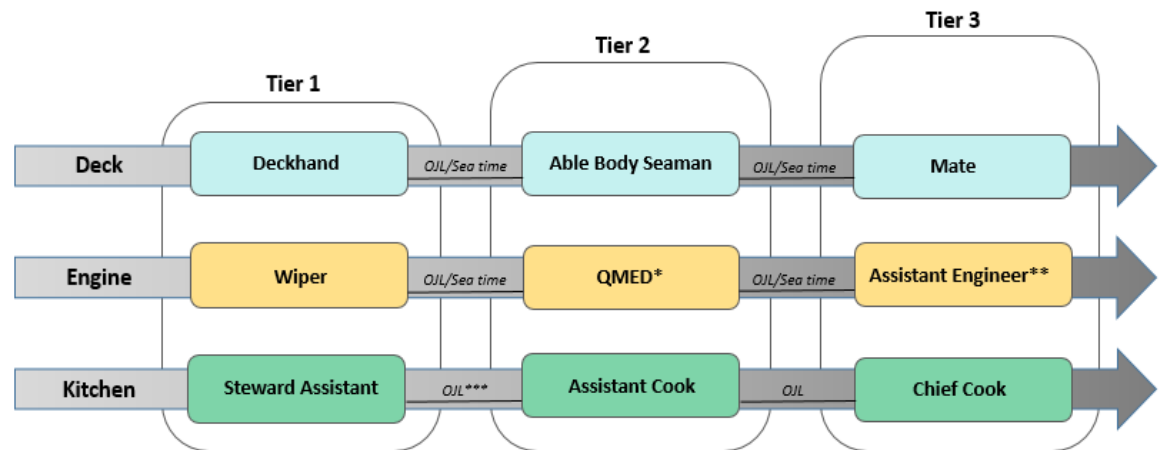 Tier 1
Tier 2
Tier 3
Deck
Deckhand
OJL/Sea time
Able Body Seaman
OJL/Sea time
Mate
Engine
Wiper
OJL/Sea time
QMED*
OJL/Sea time
Assistant Engineer**
Kitchen
Steward Assistant
OJL***
Assistant Cook
OJL
Chief Cook